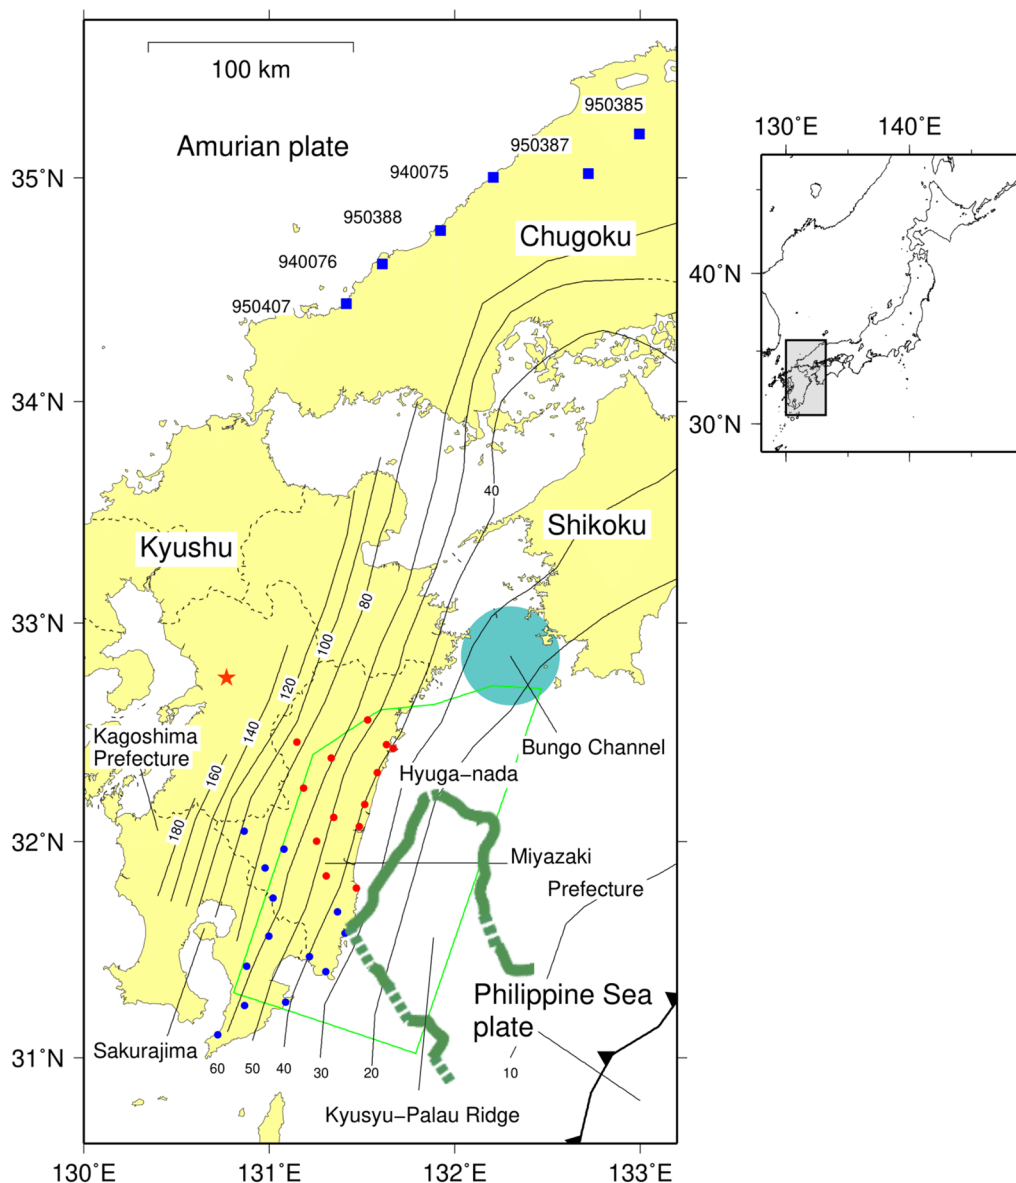 100 km
Amurian plate
950385
950387
940075
950388
940076
950407
Chugoku
40
Shikoku
Kyushu
80
100
120
140
160
180
Kagoshima
Prefecture
Bungo Channel
Hyuga−nada
Miyazaki
Prefecture
Philippine Sea
plate
Sakurajima
60
50
40
30
20
10
Kyusyu−Palau Ridge
35˚N
34˚N
33˚N
32˚N
31˚N
130˚E
131˚E
132˚E
133˚E
130˚E
140˚E
40˚N
30˚N